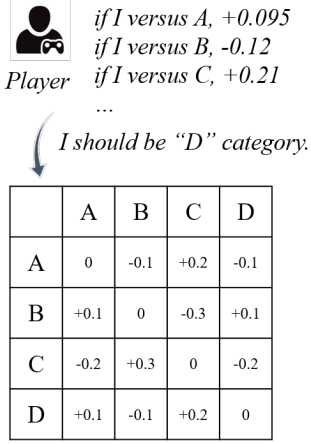 if I versus A, +0.095
if I versus B, -0.12
Player if I versus C, +0.21
...
I should be “D” category.
A B C D
A 0 -0.1 +0.2 -0.1
B +0.1 0 -0.3 +0.1
C -0.2 +0.3 0 -0.2
D +0.1 -0.1 +0.2 0